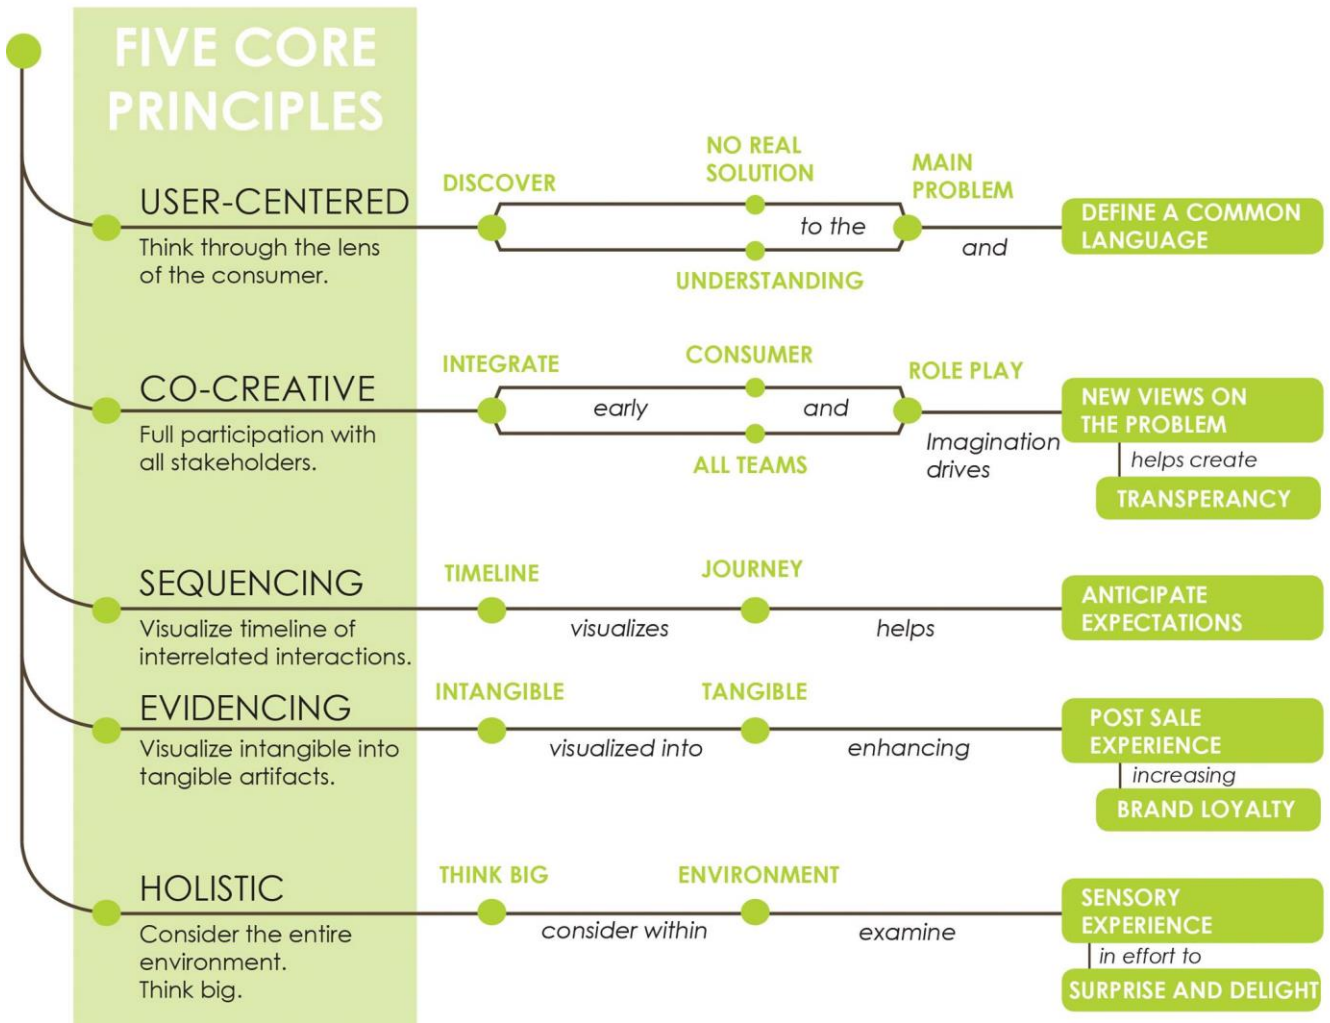 FIVE CORE
PRINCIPLES
USER-CENTERED
Think through the lens
of the consumer.
DISCOVER
NO REAL
SOLUTION
to the
UNDERSTANDING
MAIN
PROBLEM
and
DEFINE A COMMON
LANGUAGE
CO-CREATIVE
Full participation with
all stakeholders.
INTEGRATE
early
CONSUMER
and
ALL TEAMS
ROLE PLAY
Imagination
drives
NEW VIEWS ON
THE PROBLEM
helps create
TRANSPERANCY
SEQUENCING
Visualize timeline of
interrelated interactions.
TIMELINE
visualizes
JOURNEY
helps
ANTICIPATE
EXPECTATIONS
EVIDENCING
Visualize intangible into
tangible artifacts.
INTANGIBLE
visualized into
TANGIBLE
enhancing
POST SALE
EXPERIENCE
increasing
BRAND LOYALTY
HOLISTIC
Consider the entire
environment.
Think big.
THINK BIG
consider within
ENVIRONMENT
examine
SENSORY
EXPERIENCE
in effort to
SURPRISE AND DELIGHT